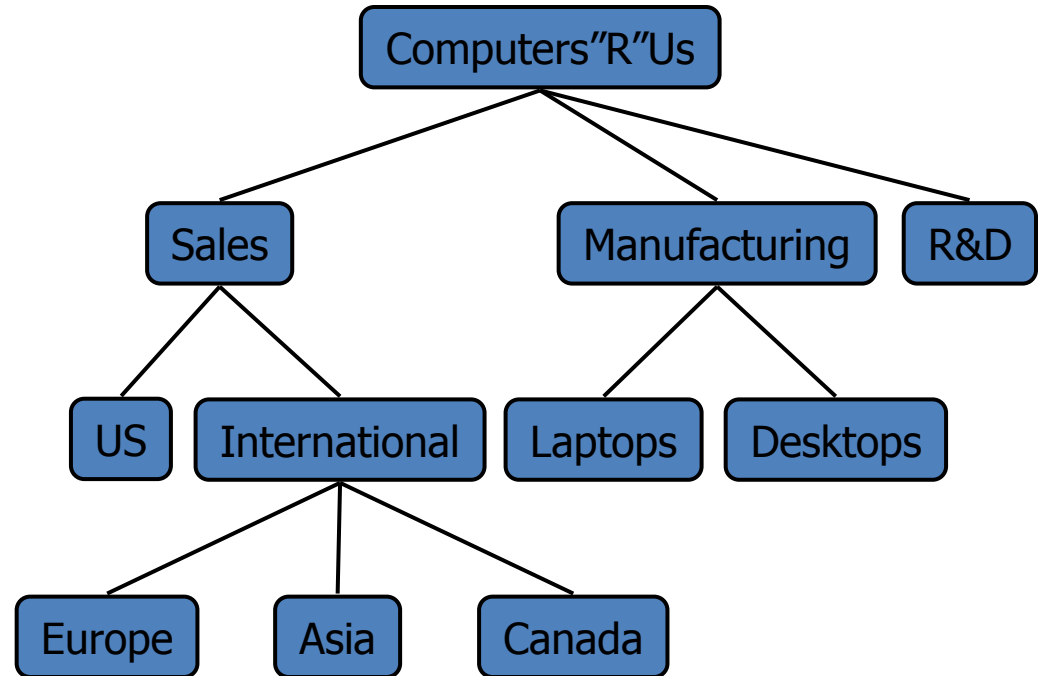 Computers”R”Us
Sales
Manufacturing
R&D
US
International
Laptops
Desktops
Europe
Asia
Canada